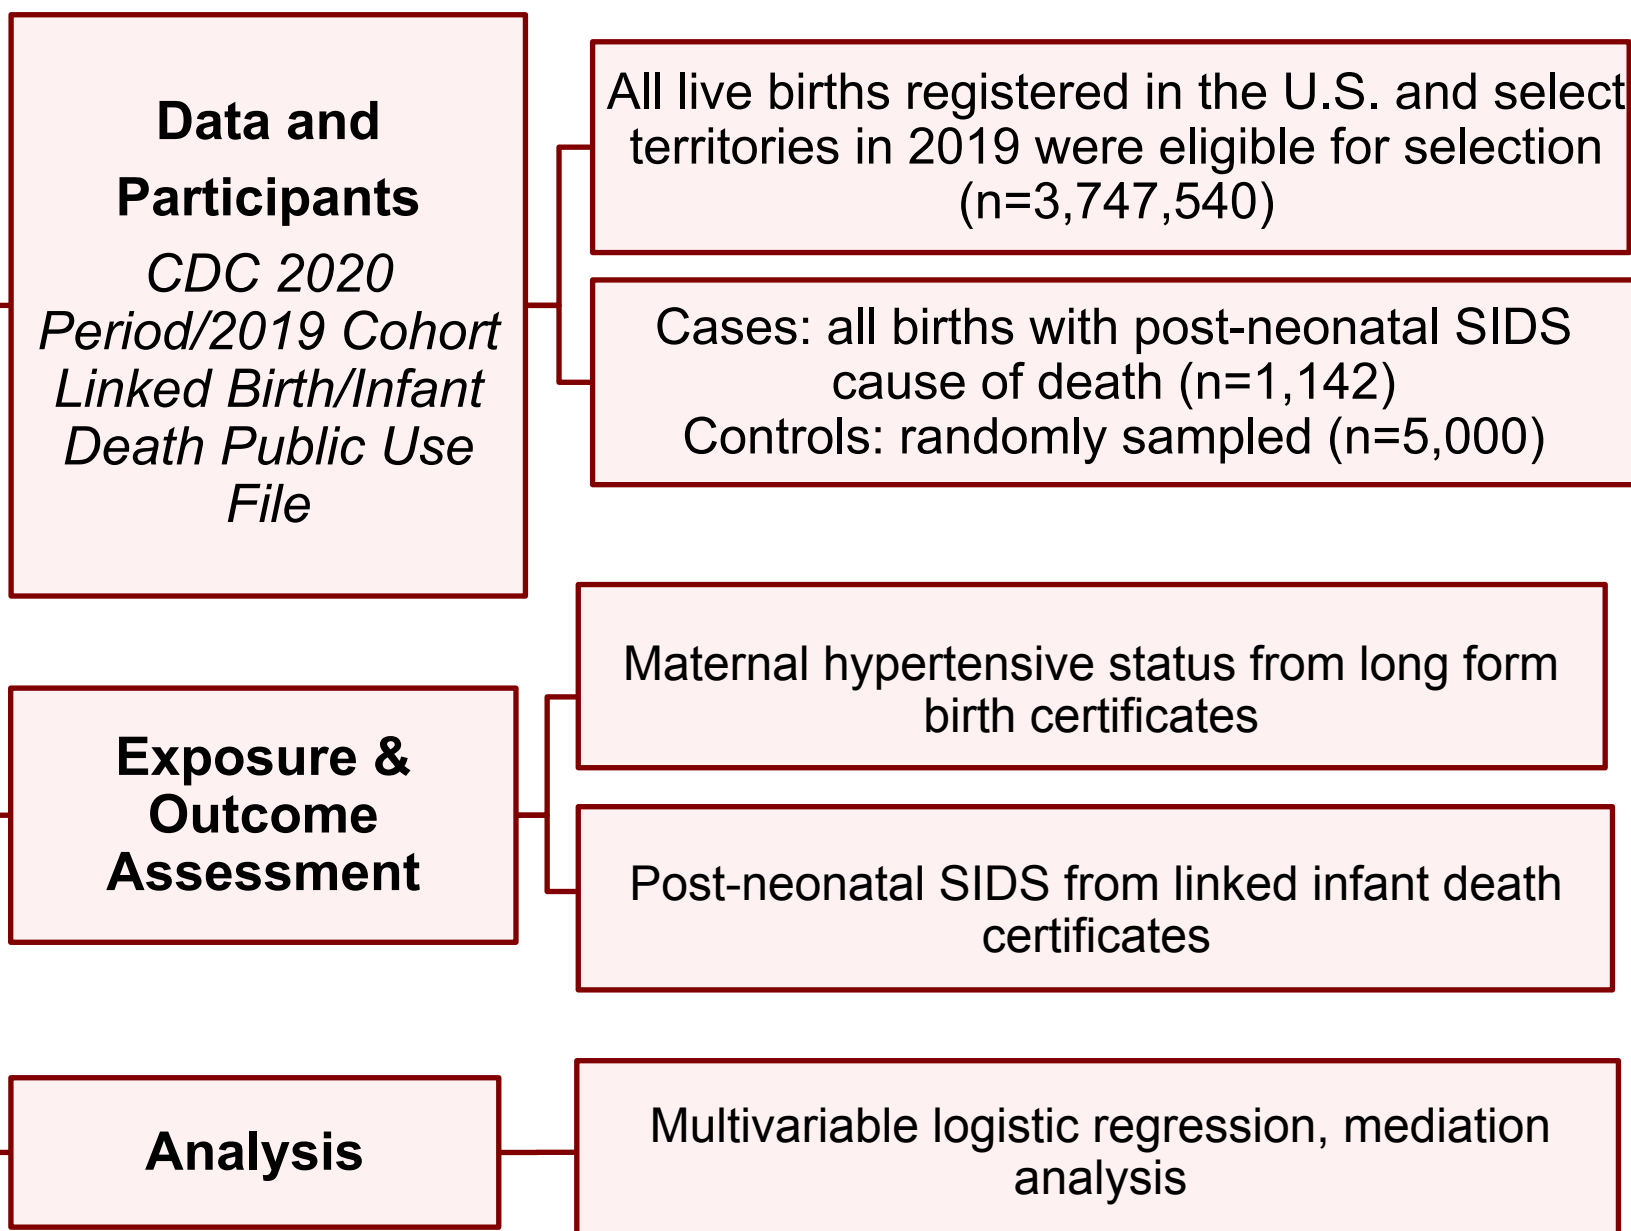 Data and
Participants
CDC 2020
Period/2019 Cohort
Linked Birth/Infant
Death Public Use
File
All live births registered in the U.S. and select
territories in 2019 were eligible for selection
(n=3,747,540)
Cases: all births with post-neonatal SIDS
cause of death (n=1,142)
Controls: randomly sampled (n=5,000)
Exposure &
Outcome
Assessment
Maternal hypertensive status from long form
birth certificates
Post-neonatal SIDS from linked infant death
certificates
Analysis
Multivariable logistic regression, mediation
analysis